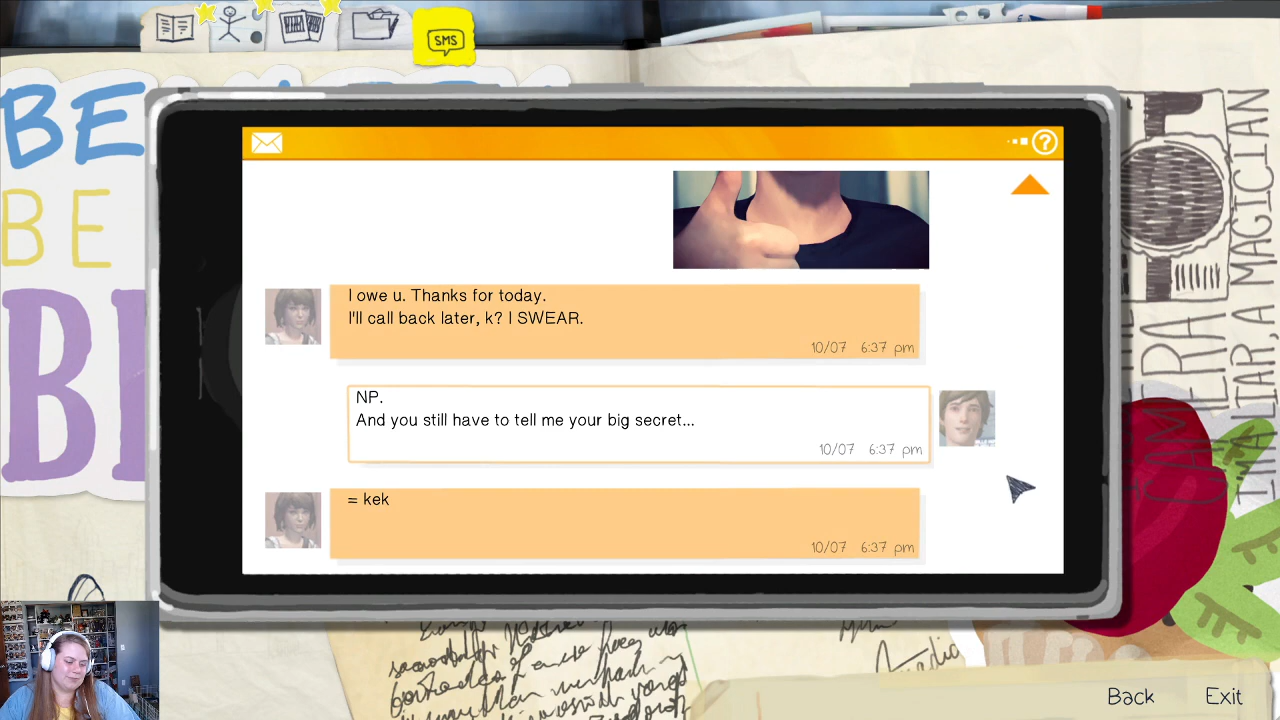 SMS
BE
BE
I owe u. Thanks for today.
I'll call back later, k? I SWEAR.
10/07 6:37 pm
NP.
And you still have to tell me your big secret...
10/07 6:37 pm
= kek
10/07 6:37 pm
CAMERA
LIAR, A MAGICIAN
Back
Exit